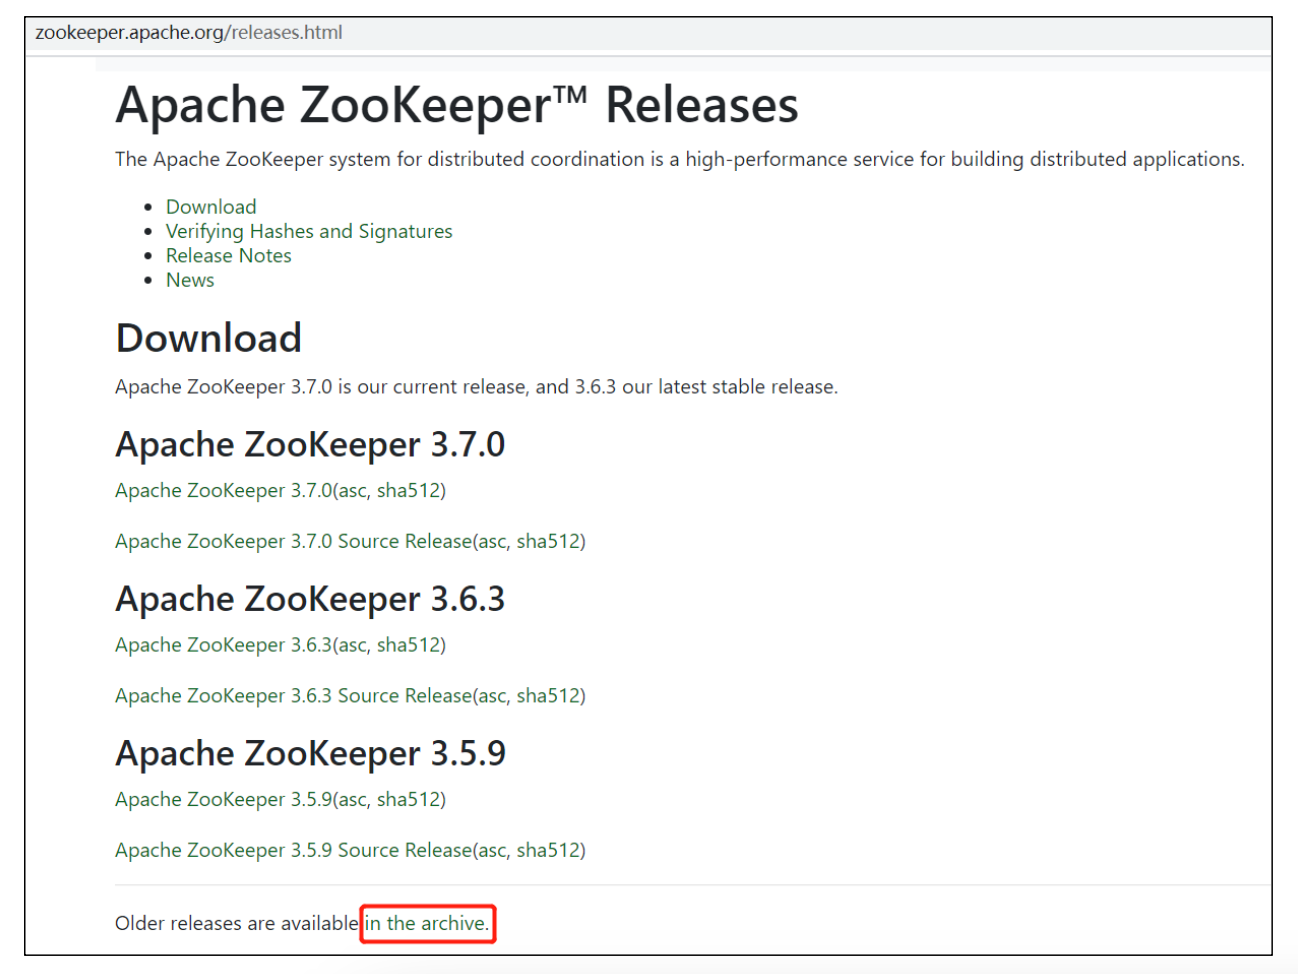 zookeeper.apache.org/releases.html
Apache ZooKeeper™ Releases
The Apache ZooKeeper system for distributed coordination is a high-performance service for building distributed applications.
• Download
• Verifying Hashes and Signatures
• Release Notes
• News
Download
Apache ZooKeeper 3.7.0 is our current release, and 3.6.3 our latest stable release.
Apache ZooKeeper 3.7.0
Apache ZooKeeper 3.7.0(asc, sha512)
Apache ZooKeeper 3.7.0 Source Release(asc, sha512)
Apache ZooKeeper 3.6.3
Apache ZooKeeper 3.6.3(asc, sha512)
Apache ZooKeeper 3.6.3 Source Release(asc, sha512)
Apache ZooKeeper 3.5.9
Apache ZooKeeper 3.5.9(asc, sha512)
Apache ZooKeeper 3.5.9 Source Release(asc, sha512)
Older releases are available in the archive.